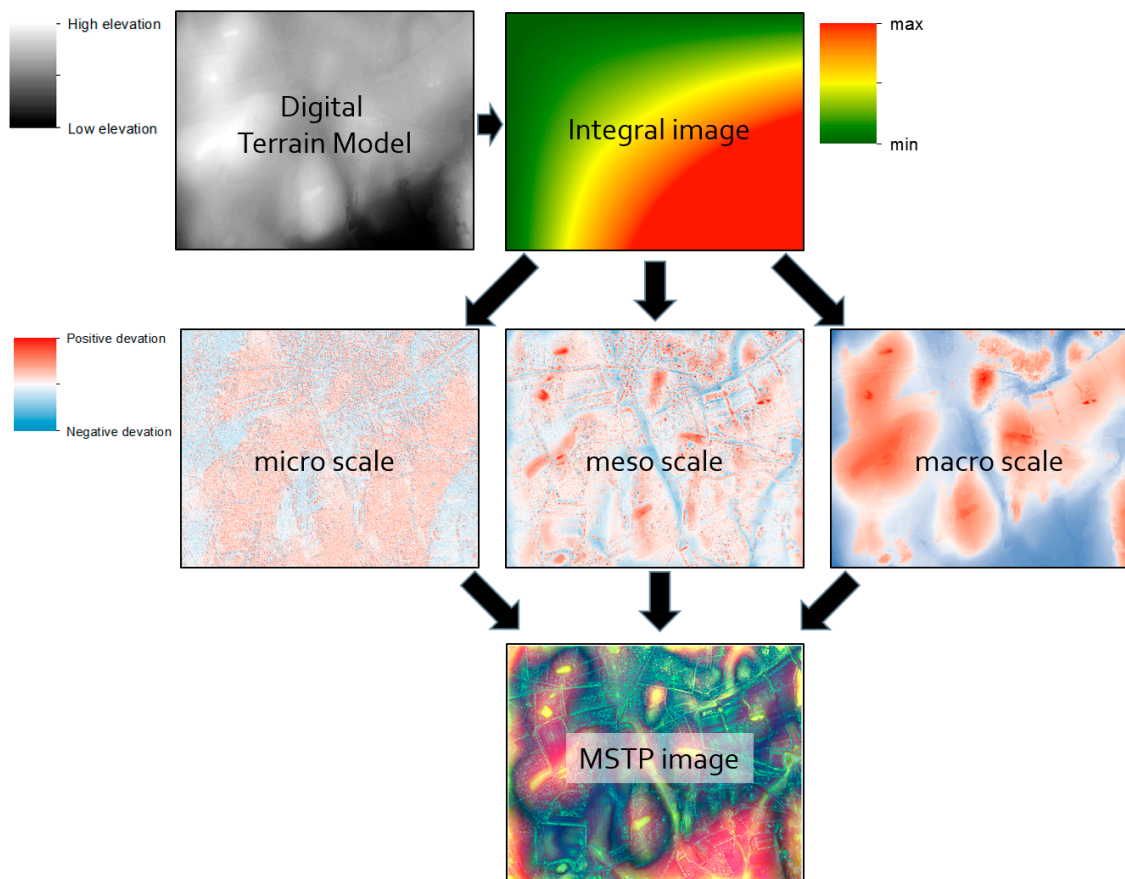 High elevation
Low elevation
Digital
Terrain Model
Integral image
max
min
Positive devation
Negative devation
micro scale
meso scale
macro scale
MSTP image